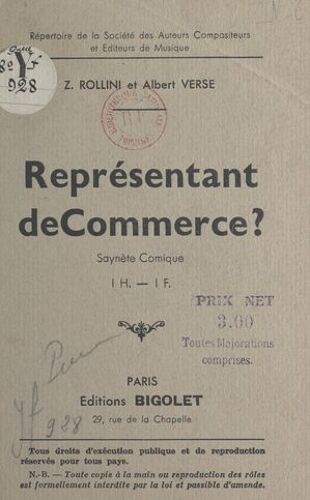 Répertoire de la Société des Auteurs Compositeurs
et Editeurs de Musique
8º Y f
928
Z. ROLLINI et Albert VERSE
Représentant
deCommerce?
Saynète Comique
1 H. — 1 F.
PRIX NET
3.00
Toutes Majorations
comprises.
PARIS
Editions BIGOLET
29, rue de la Chapelle
928
Tous droits d'exécution publique et de reproduction
réservés pour tous pays.
N.-B. — Toute copie à la main ou reproduction des rôles
est formellement interdite par la loi et passible d'amende.